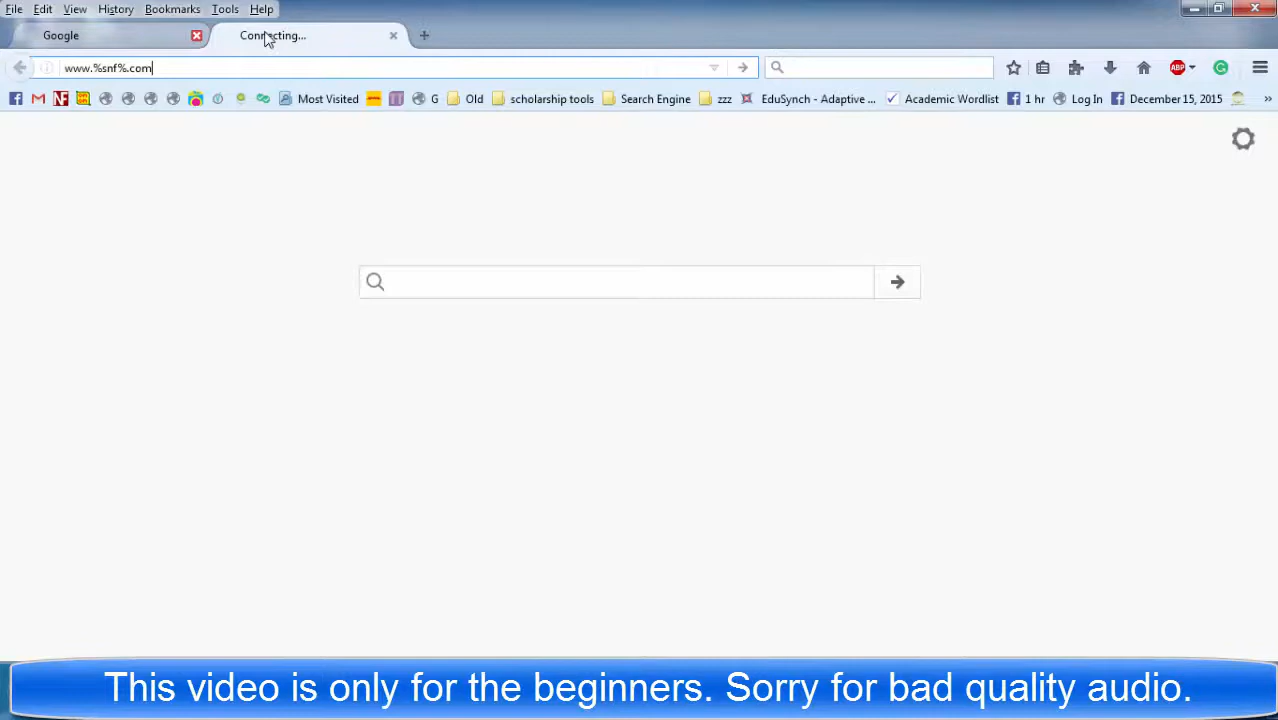 File Edit View History Bookmarks Tools Help
Google Connecting...
www.%snf%.com ABP
NF Most Visited G Old scholarship tools Search Engine zzz EduSynch - Adaptive ... Academic Wordlist 1 hr Log In December 15, 2015 »
This video is only for the beginners. Sorry for bad quality audio.